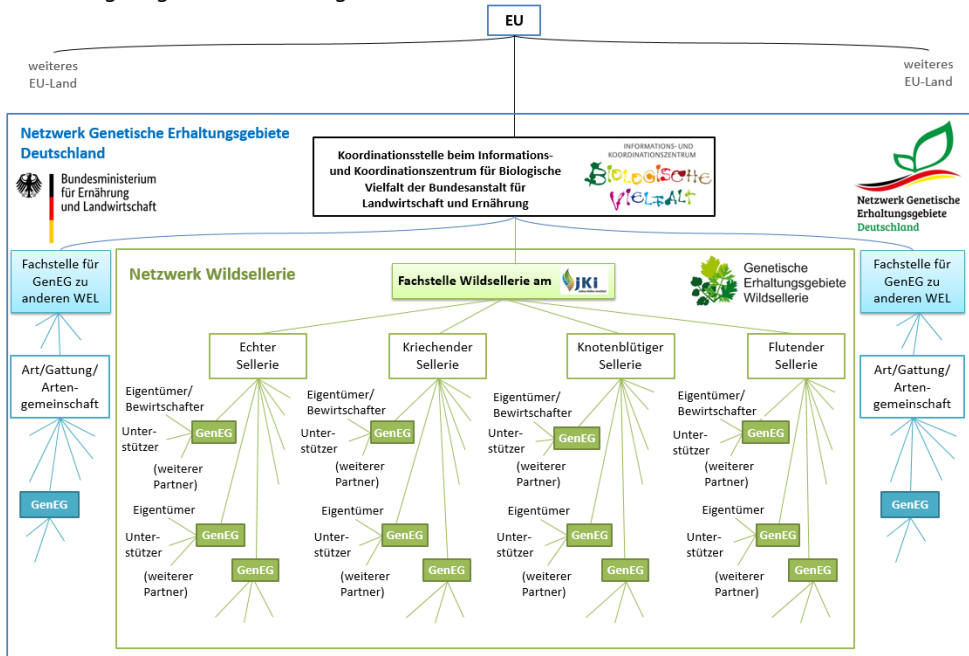 EU
weiteres
EU-Land
weiteres
EU-Land
Netzwerk Genetische Erhaltungsgebiete
Deutschland
Bundesministerium
für Ernährung
und Landwirtschaft
Koordinationsstelle beim Informations-
und Koordinationszentrum für Biologische
Vielfalt der Bundesanstalt für
Landwirtschaft und Ernährung
INFORMATIONS- UND
KOORDINATIONSZENTRUM
BIOLOGISCHE
VIELFALT
Netzwerk Genetische
Erhaltungsgebiete
Deutschland
Fachstelle für
GenEG zu
anderen WEL
Netzwerk Wildsellerie
Fachstelle Wildsellerie am
JKI
Genetische
Erhaltungsgebiete
Wildsellerie
Fachstelle für
GenEG zu
anderen WEL
Art/Gattung/
Arten-
gemeinschaft
GenEG
Echter
Sellerie
Eigentümer/
Bewirtschafter
Unter-
stützer
GenEG
(weiterer
Partner)
Eigentümer
Unter-
stützer
GenEG
(weiterer
Partner)
GenEG
Kriechender
Sellerie
Eigentümer/
Bewirtschafter
Unter-
stützer
GenEG
(weiterer
Partner)
Eigentümer
Unter-
stützer
GenEG
(weiterer
Partner)
GenEG
Knotenblütiger
Sellerie
Eigentümer/
Bewirtschafter
Unter-
stützer
GenEG
(weiterer
Partner)
Eigentümer
Unter-
stützer
GenEG
(weiterer
Partner)
GenEG
Flutender
Sellerie
Eigentümer/
Bewirtschafter
Unter-
stützer
GenEG
(weiterer
Partner)
Eigentümer
Unter-
stützer
GenEG
(weiterer
Partner)
GenEG
Art/Gattung/
Arten-
gemeinschaft
GenEG